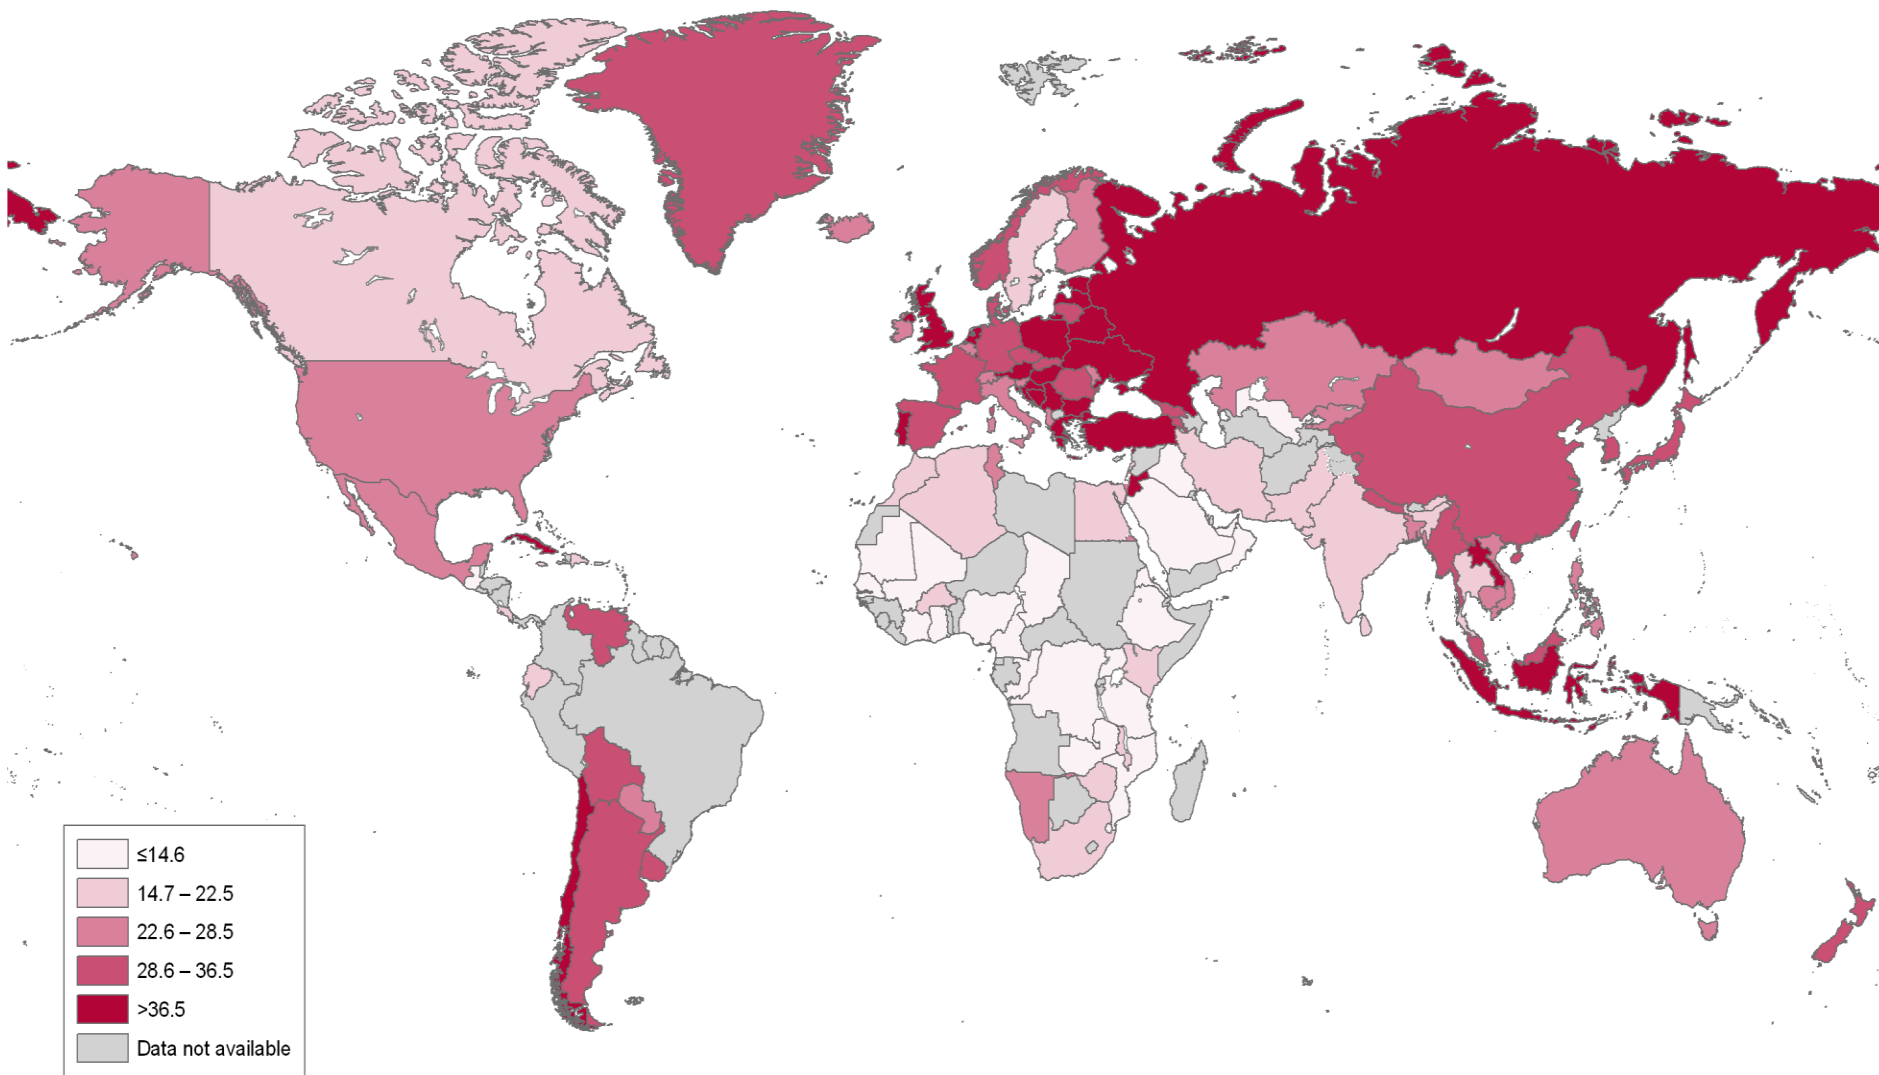 ≤14.6
14.7 – 22.5
22.6 – 28.5
28.6 – 36.5
>36.5
Data not available